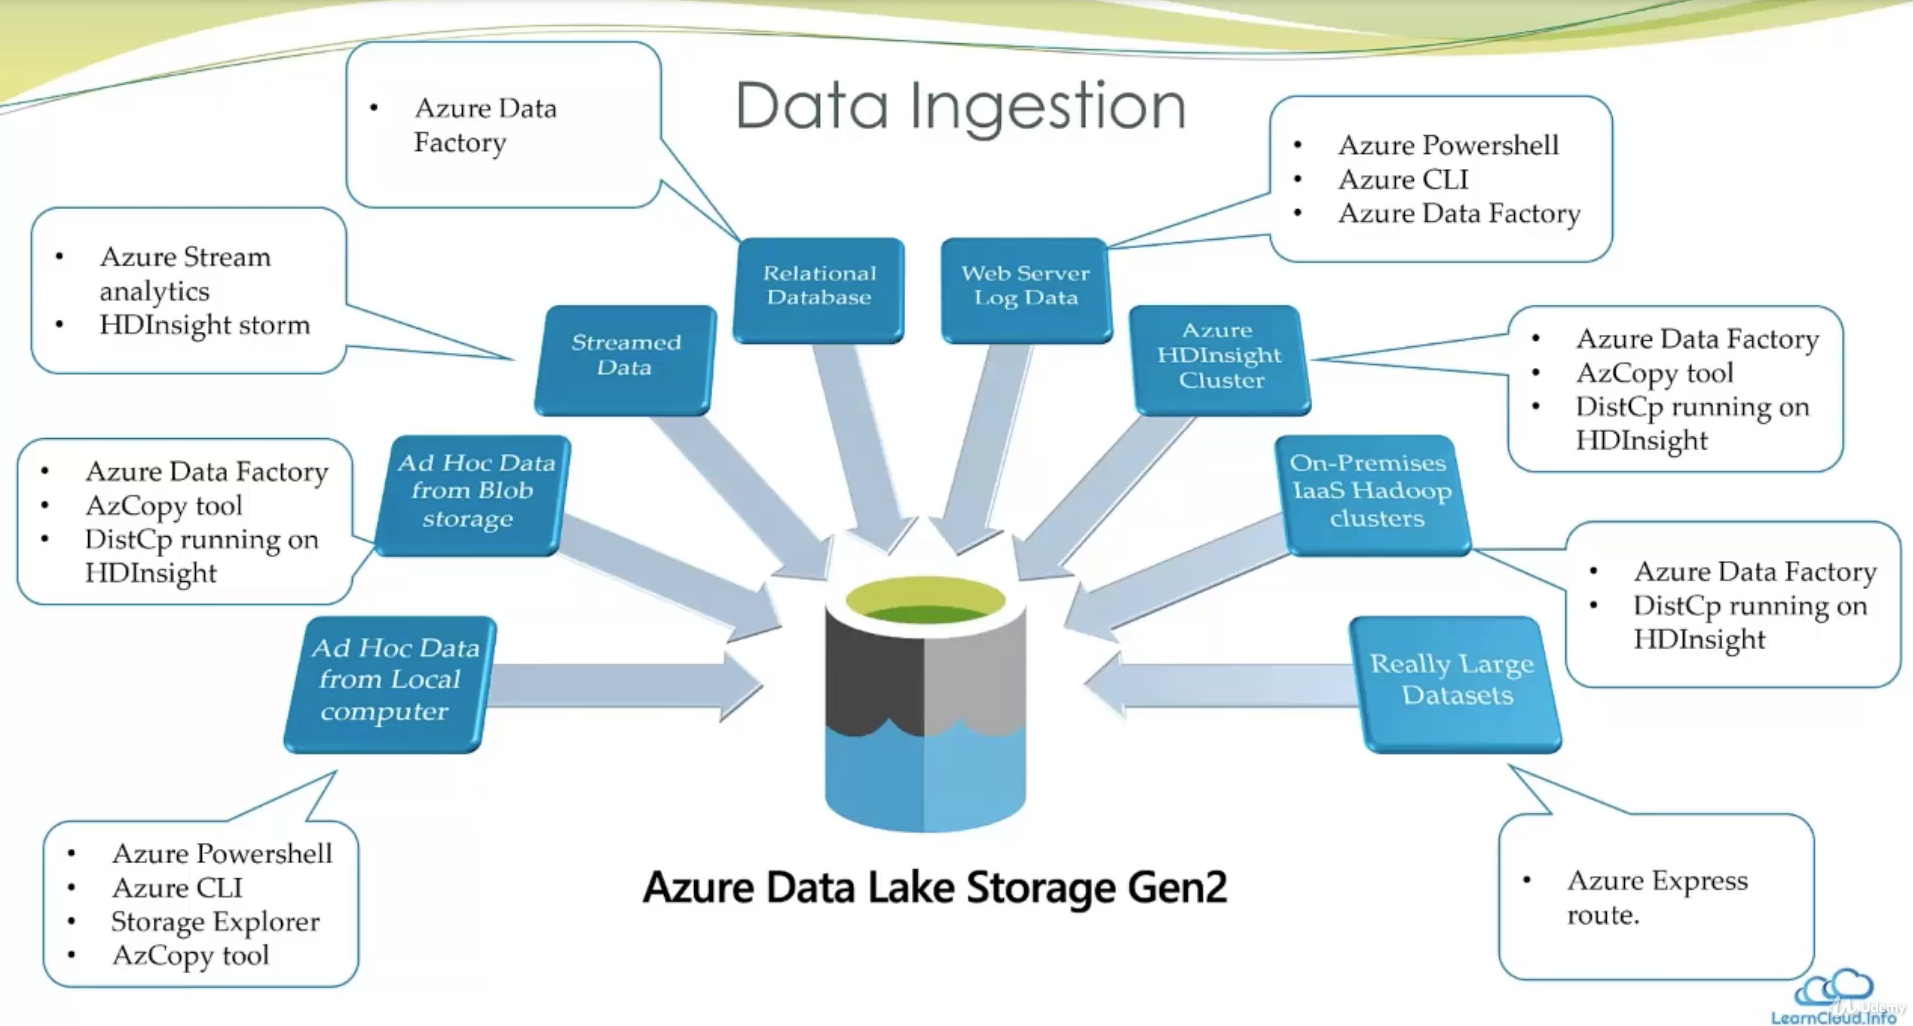 Data Ingestion
• Azure Data
Factory
• Azure Powershell
• Azure CLI
• Azure Data Factory
• Azure Stream
analytics
• HDInsight storm
Relational
Database
Web Server
Log Data
Streamed
Data
Azure
HDInsight
Cluster
• Azure Data Factory
• AzCopy tool
• DistCp running on
HDInsight
• Azure Data Factory
• AzCopy tool
• DistCp running on
HDInsight
Ad Hoc Data
from Blob
storage
On-Premises
IaaS Hadoop
clusters
• Azure Data Factory
• DistCp running on
HDInsight
Ad Hoc Data
from Local
computer
Really Large
Datasets
• Azure Powershell
• Azure CLI
• Storage Explorer
• AzCopy tool
Azure Data Lake Storage Gen2
• Azure Express
route.
Udemy
LearnCloud.Info